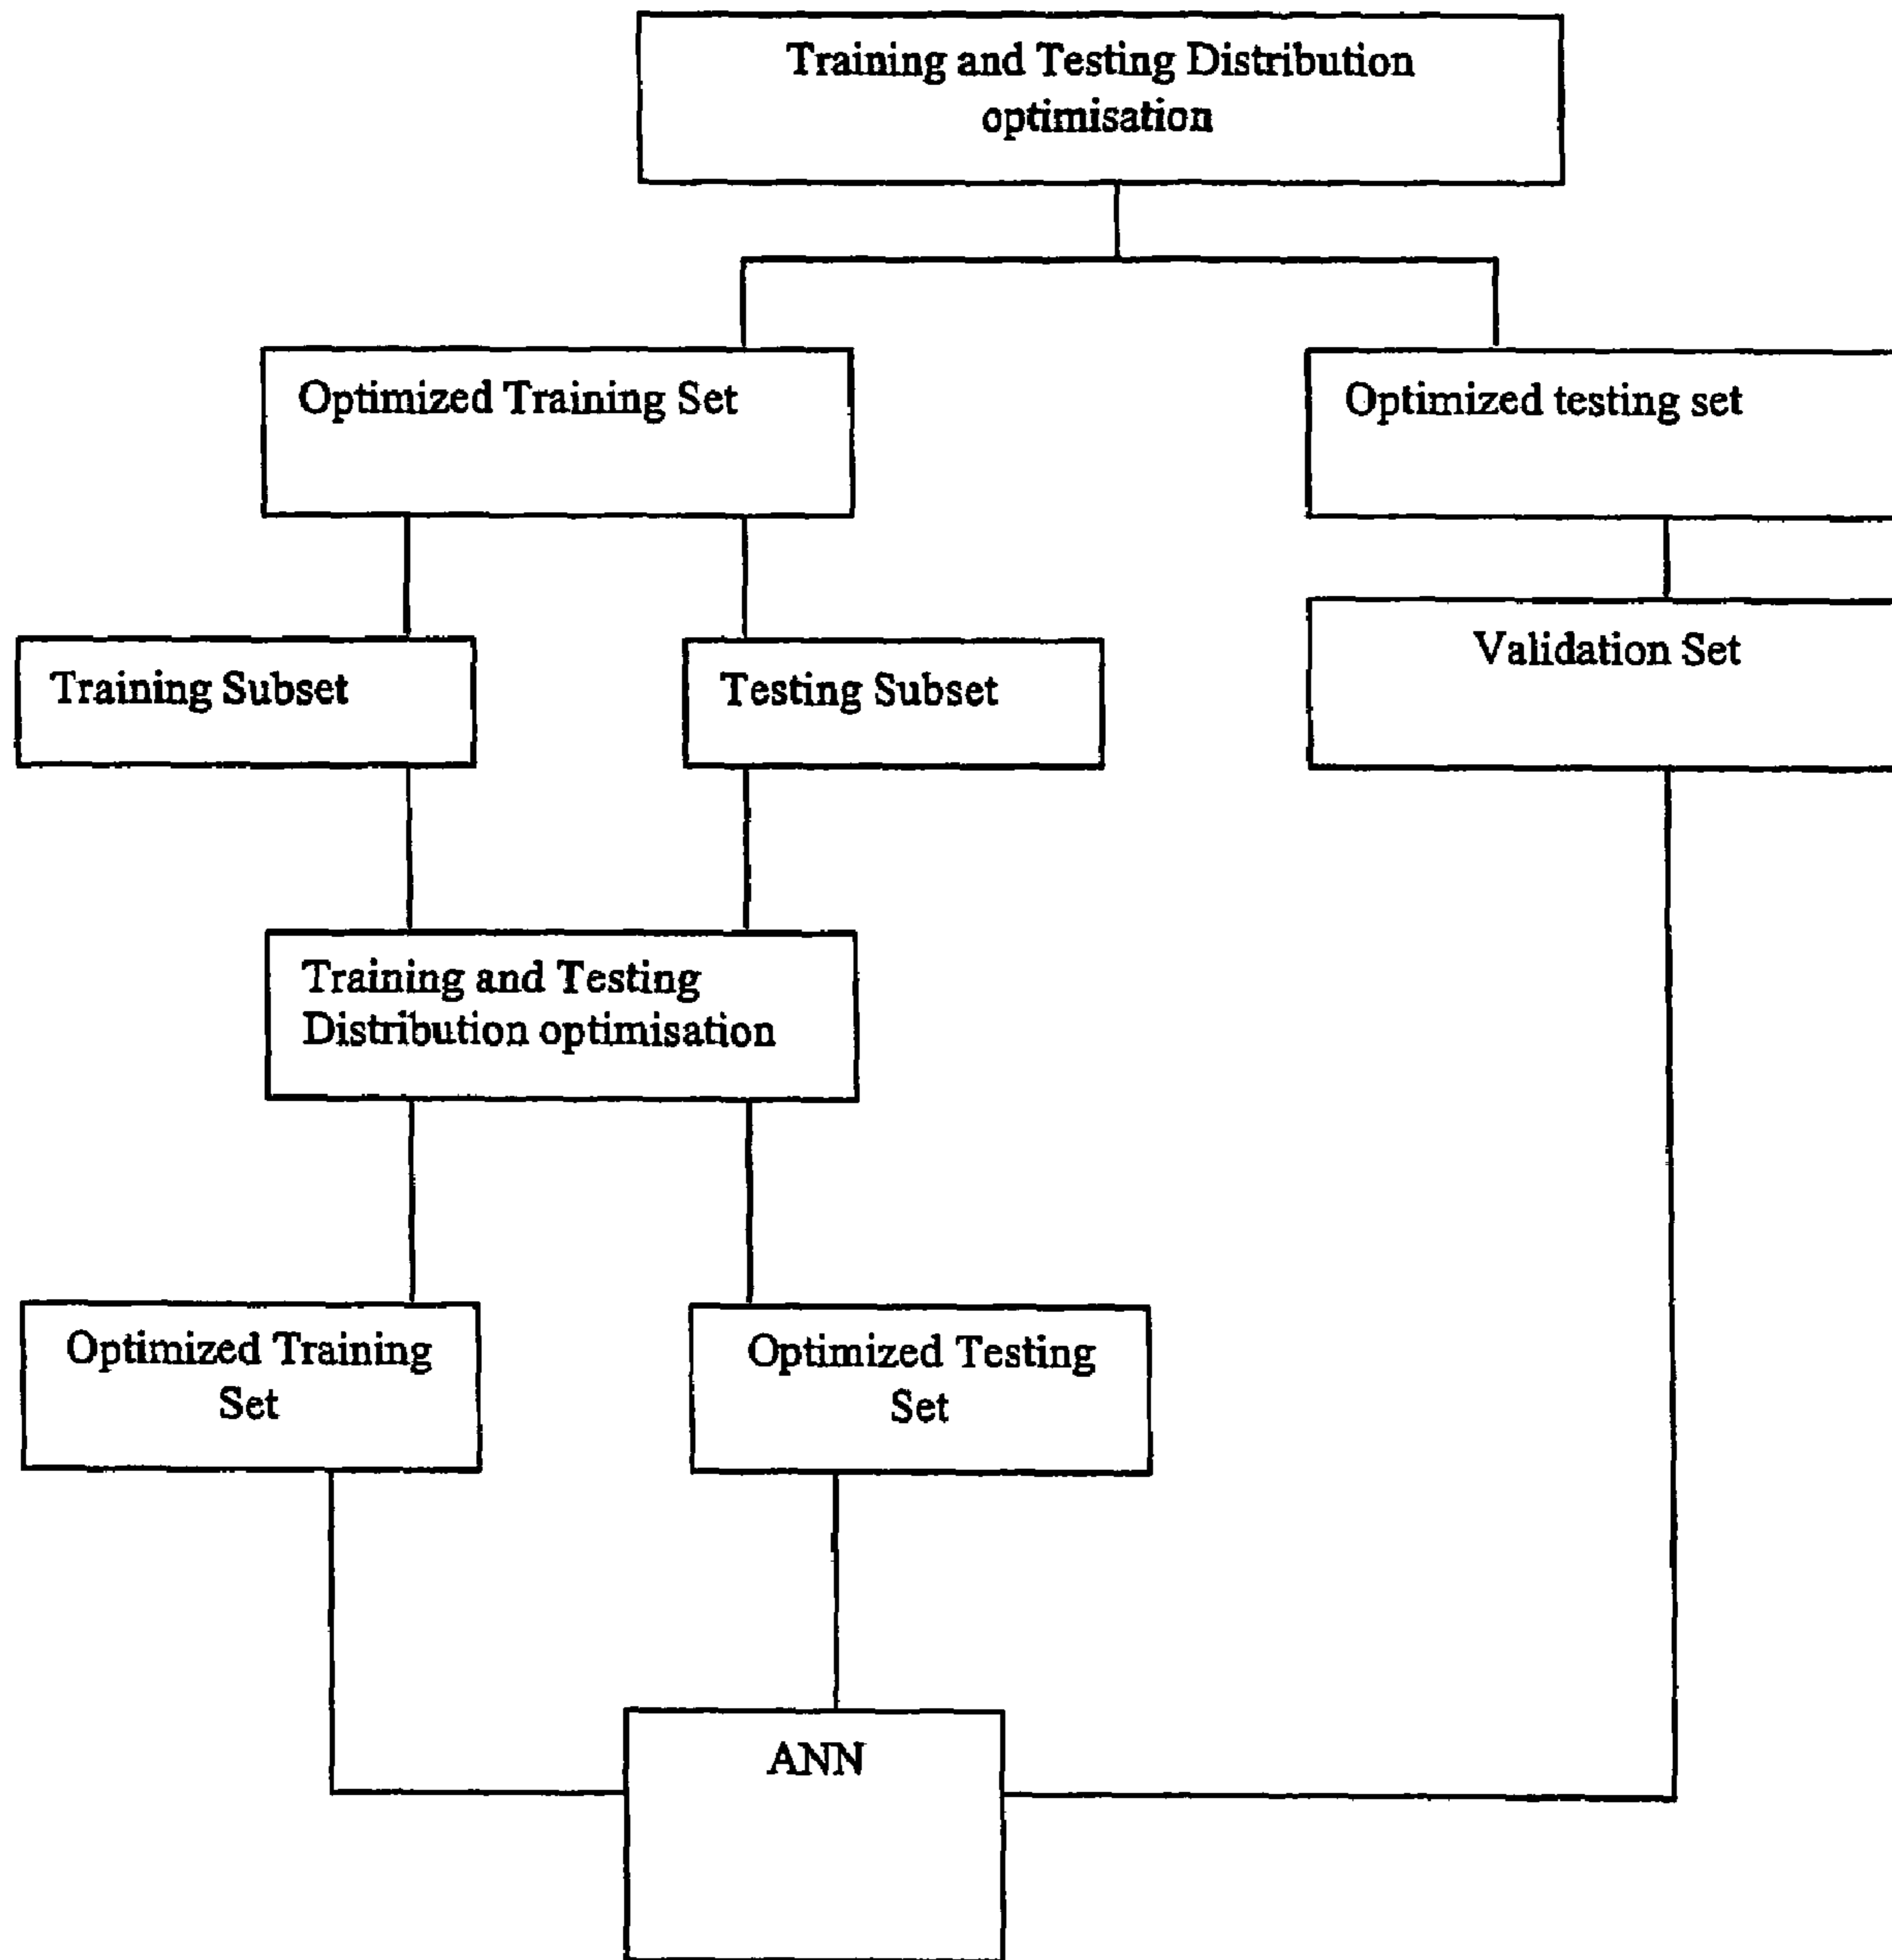 Training and Testing Distribution
optimisation
Optimized Training Set
Optimized testing set
Training Subset
Testing Subset
Validation Set
Training and Testing
Distribution optimisation
Optimized Training
Set
Optimized Testing
Set
ANN